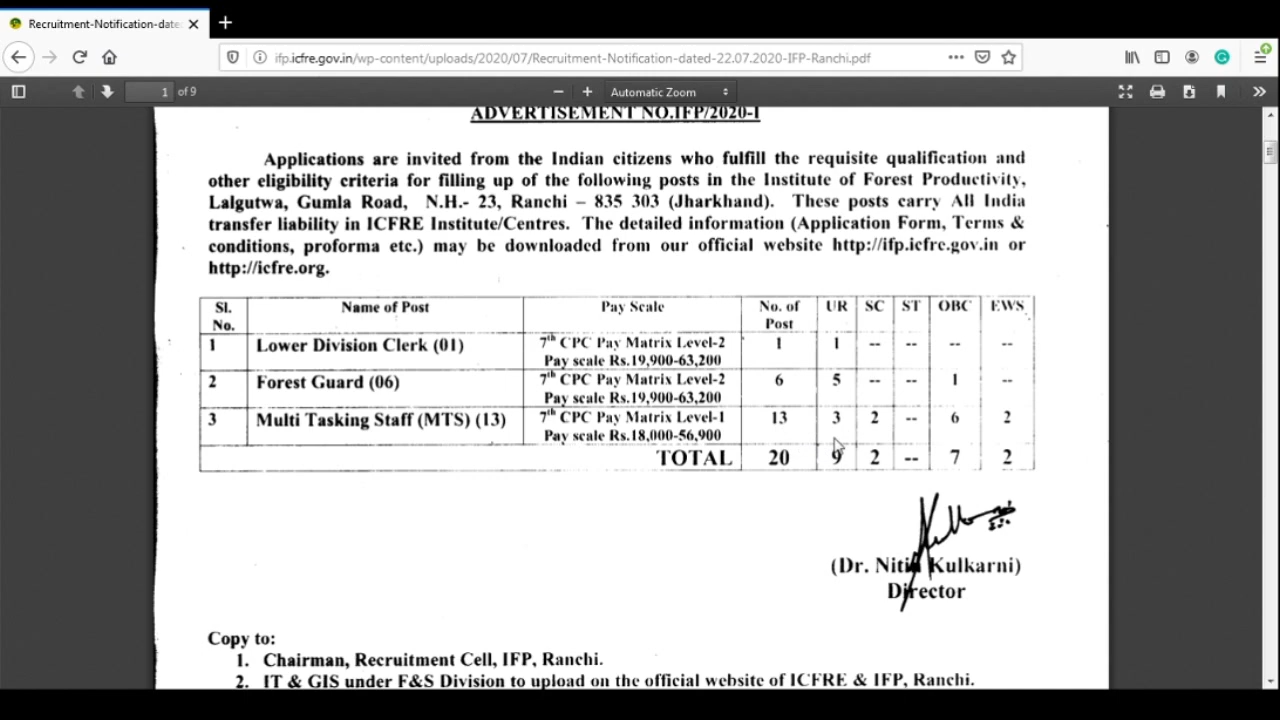 Recruitment-Notification-date
ifp.icfre.gov.in/wp-content/uploads/2020/07/Recruitment-Notification-dated-22.07.2020-IFP-Ranchi.pdf
1 of 9
Automatic Zoom
ADVERTISEMENT NO.IFP/2020-I
Applications are invited from the Indian citizens who fulfill the requisite qualification and
other eligibility criteria for filling up of the following posts in the Institute of Forest Productivity,
Lalgutwa, Gumla Road, N.H.- 23, Ranchi – 835 303 (Jharkhand). These posts carry All India
transfer liability in ICFRE Institute/Centres. The detailed information (Application Form, Terms &
conditions, proforma etc.) may be downloaded from our official website http://ifp.icfre.gov.in or
http://icfre.org.
Sl. No. Name of Post Pay Scale No. of Post UR SC ST OBC EWS
1 Lower Division Clerk (01) 7th CPC Pay Matrix Level-2 Pay scale Rs.19,900-63,200 1 1 -- -- -- --
2 Forest Guard (06) 7th CPC Pay Matrix Level-2 Pay scale Rs.19,900-63,200 6 5 -- -- 1 --
3 Multi Tasking Staff (MTS) (13) 7th CPC Pay Matrix Level-1 Pay scale Rs.18,000-56,900 13 3 2 -- 6 2
TOTAL 20 9 2 -- 7 2
(Dr. Nitin Kulkarni)
Director
Copy to:
1. Chairman, Recruitment Cell, IFP, Ranchi.
2. IT & GIS under F&S Division to upload on the official website of ICFRE & IFP, Ranchi.